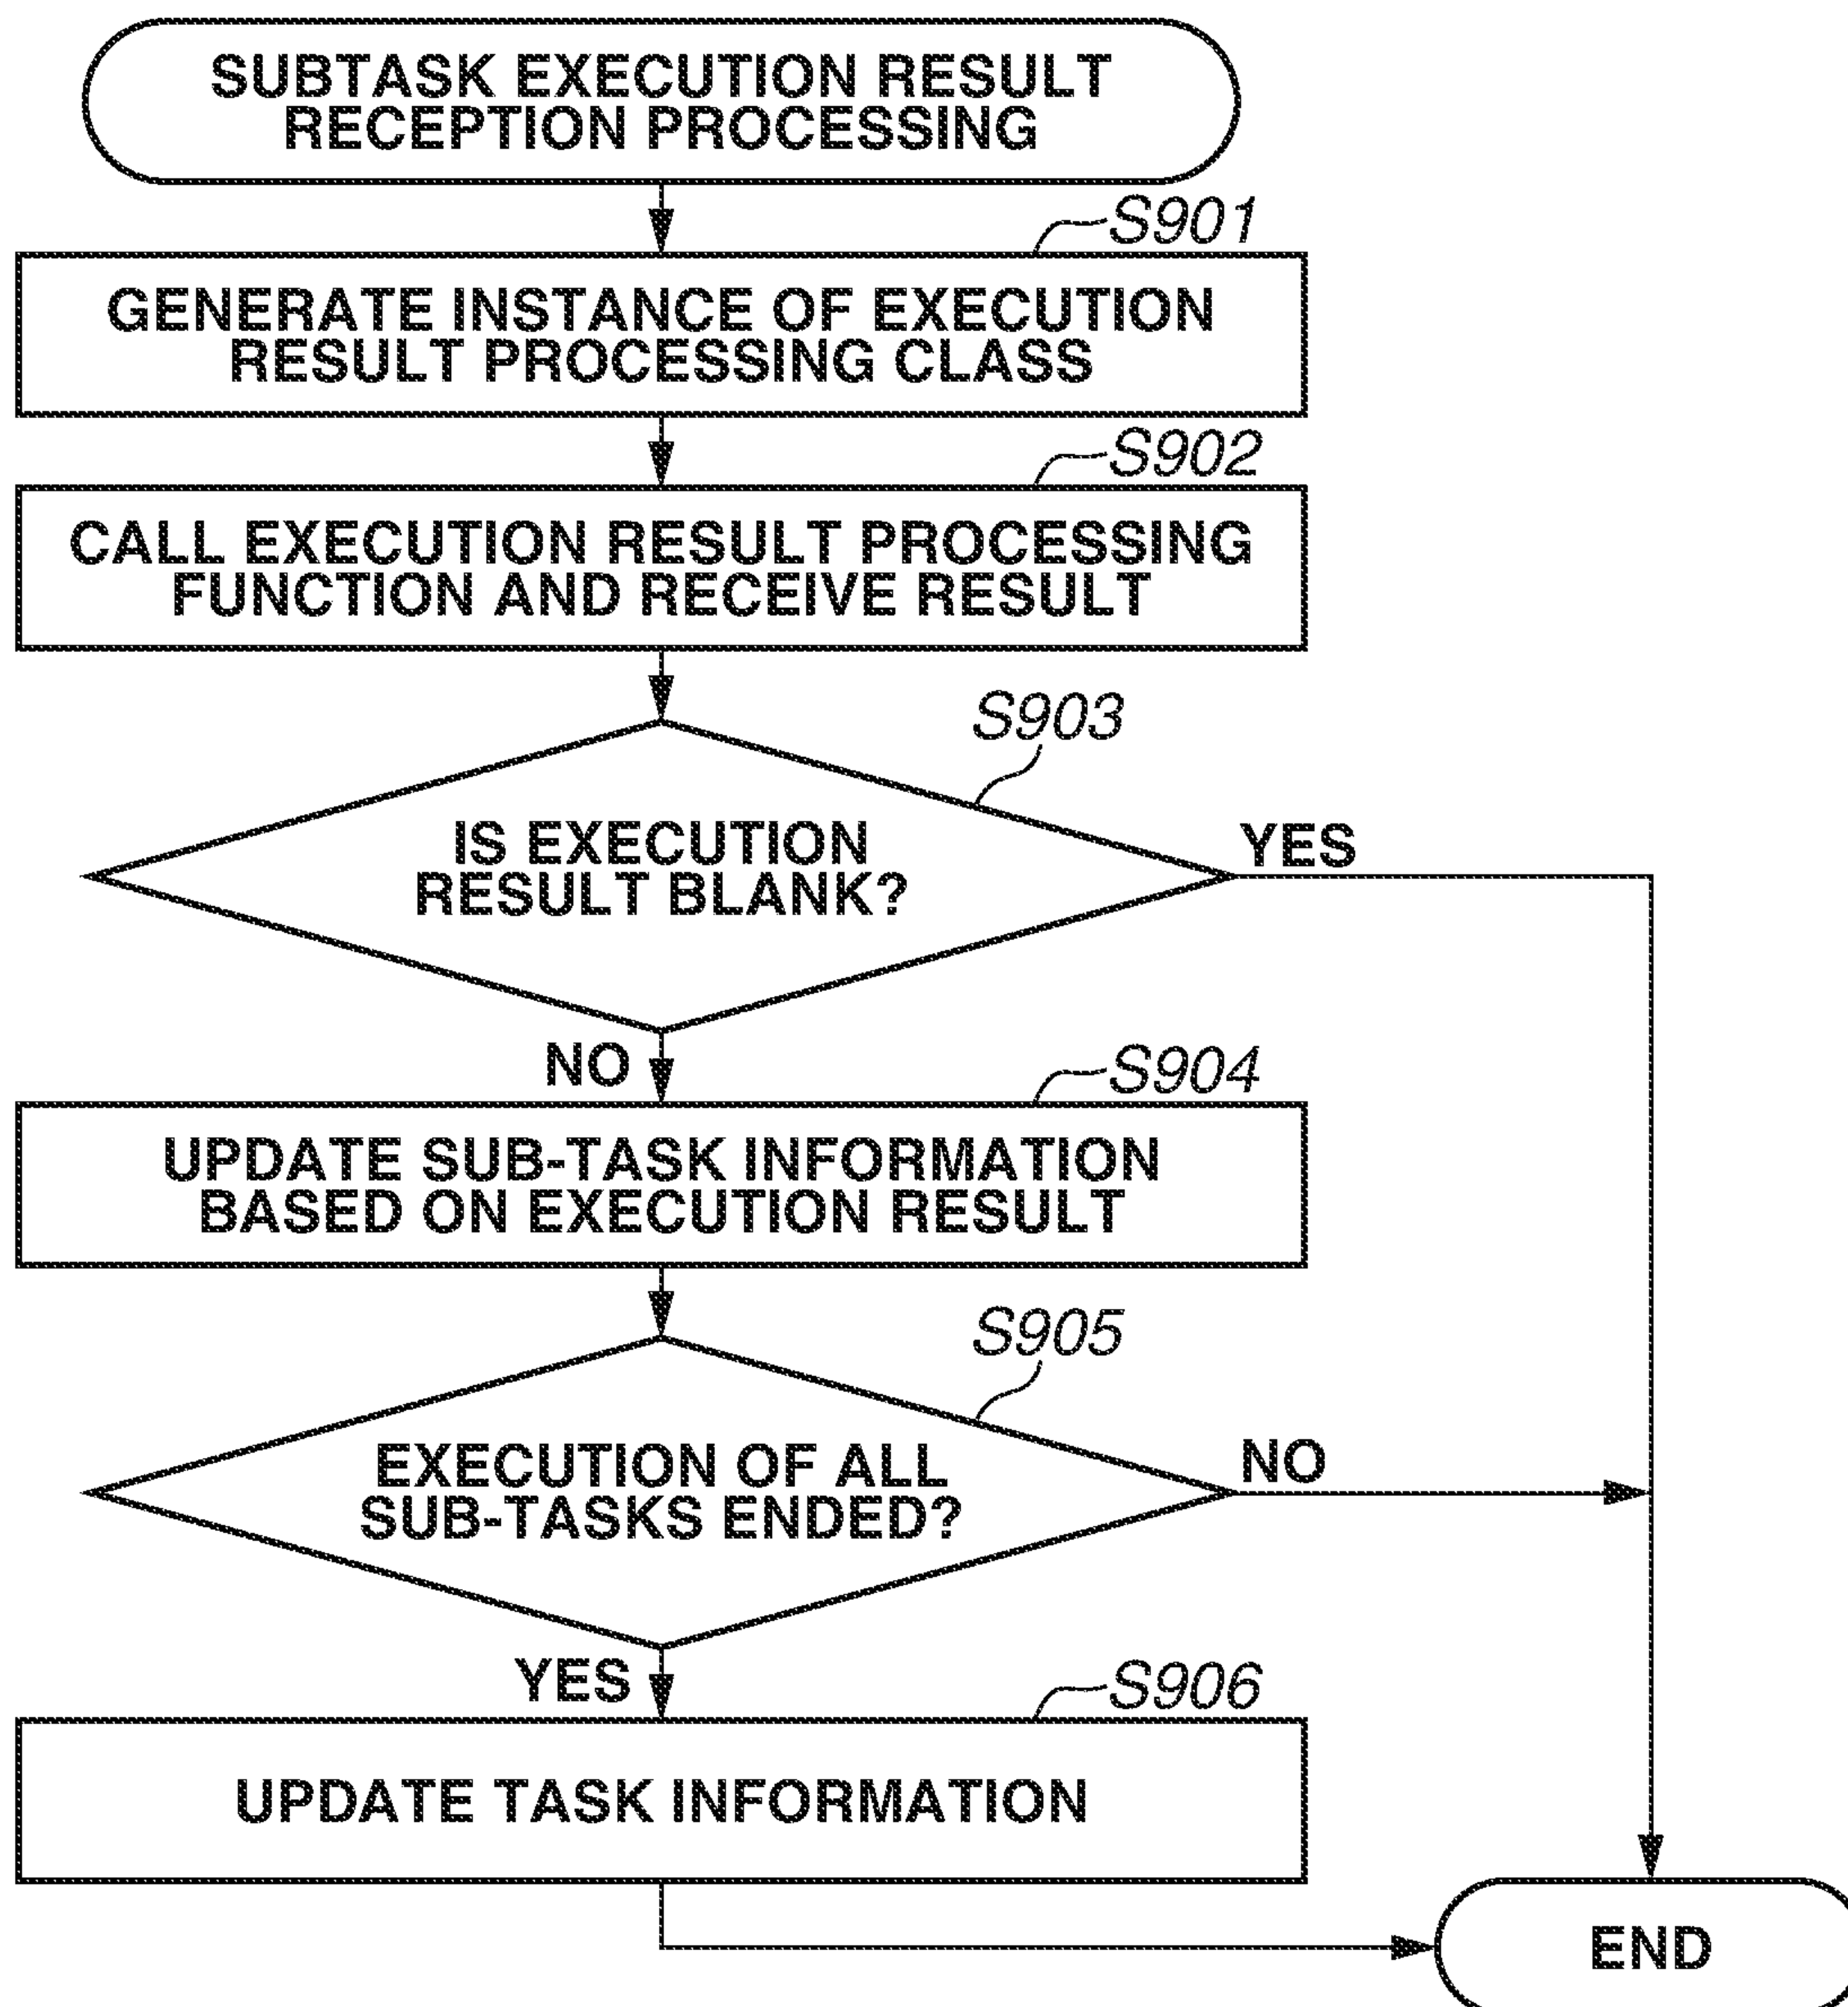 SUBTASK EXECUTION RESULT
RECEPTION PROCESSING
S901
GENERATE INSTANCE OF EXECUTION
RESULT PROCESSING CLASS
S902
CALL EXECUTION RESULT PROCESSING
FUNCTION AND RECEIVE RESULT
S903
IS EXECUTION
RESULT BLANK?
YES
NO
S904
UPDATE SUB-TASK INFORMATION
BASED ON EXECUTION RESULT
S905
EXECUTION OF ALL
SUB-TASKS ENDED?
NO
YES
S906
UPDATE TASK INFORMATION
END